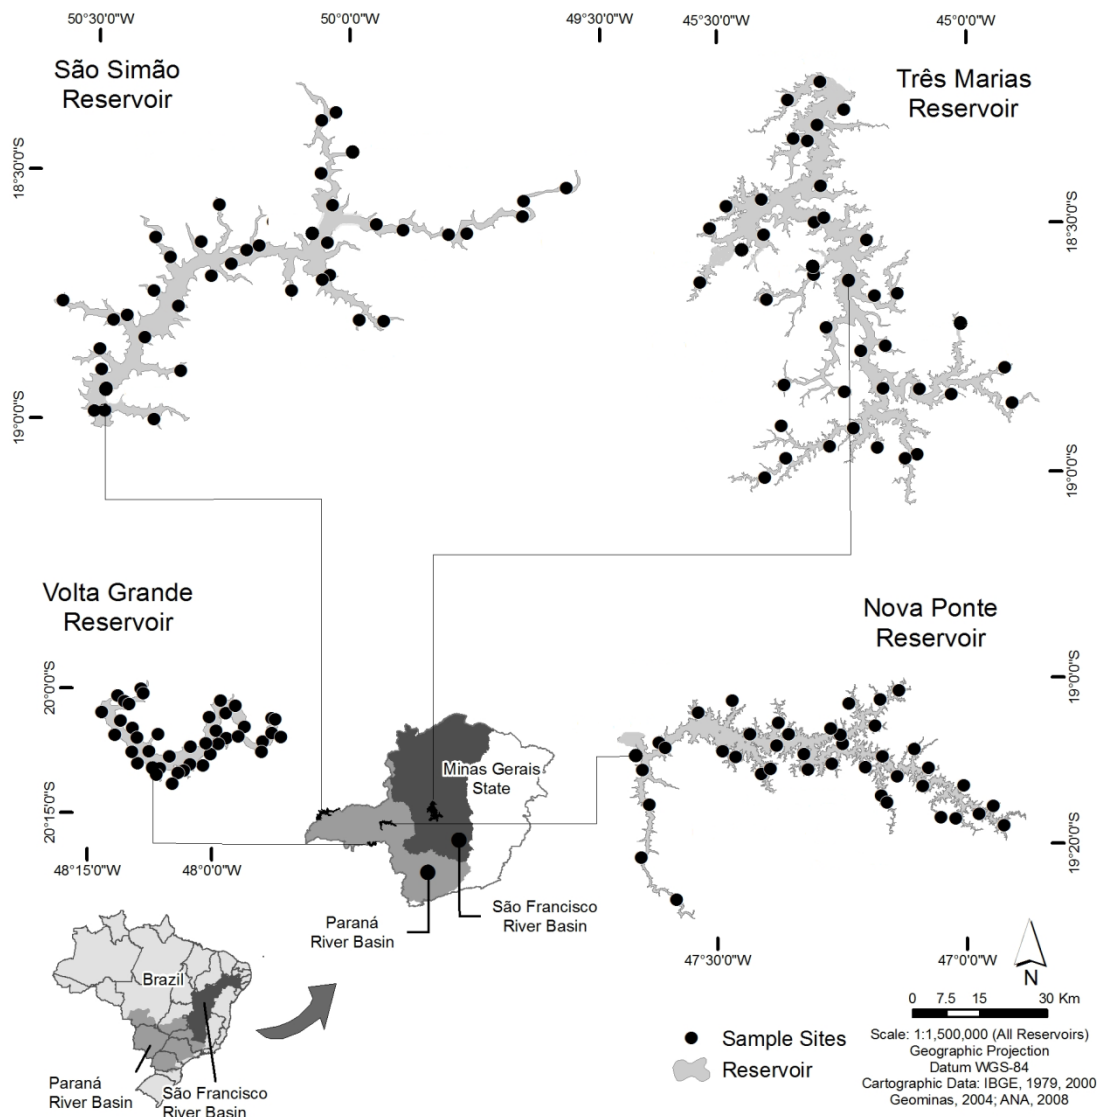 50°30'0"W
50°0'0"W
49°30'0"W
45°30'0"W
45°0'0"W
São Simão
Reservoir
Três Marias
Reservoir
18°30'0"S
19°0'0"S
18°30'0"S
19°0'0"S
Volta Grande
Reservoir
Nova Ponte
Reservoir
20°0'0"S
20°15'0"S
48°15'0"W
48°0'0"W
Minas Gerais
State
19°0'0"S
19°20'0"S
Paraná
River Basin
São Francisco
River Basin
47°30'0"W
47°0'0"W
Brazil
Paraná
River Basin
São Francisco
River Basin
N
0 7.5 15 30 Km
Sample Sites
Reservoir
Scale: 1:1,500,000 (All Reservoirs)
Geographic Projection
Datum WGS-84
Cartographic Data: IBGE, 1979, 2000
Geominas, 2004; ANA, 2008